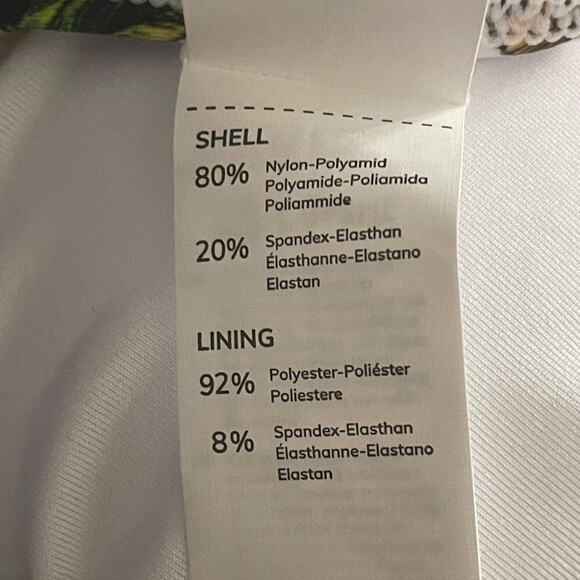 SHELL
80% Nylon-Polyamid
Polyamide-Poliamida
Poliammide
20% Spandex-Elasthan
Élasthanne-Elastano
Elastan
LINING
92% Polyester-Poliéster
Poliestere
8% Spandex-Elasthan
Élasthanne-Elastano
Elastan